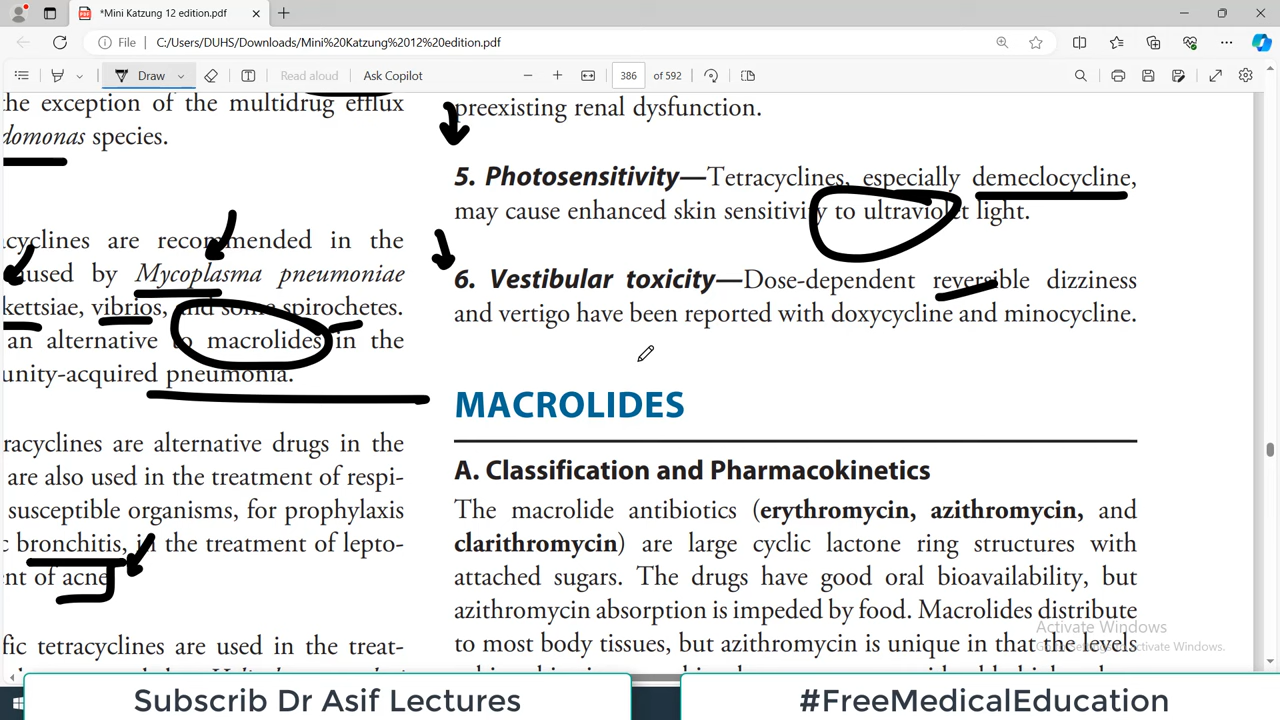 *Mini Katzung 12 edition.pdf
File
C:/Users/DUHS/Downloads/Mini%20Katzung%2012%20edition.pdf
Draw
Read aloud
Ask Copilot
386
of 592
the exception of the multidrug efflux
domonas species.
acyclines are recommended in the
caused by Mycoplasma pneumoniae
kettsiae, vibrios, and some spirochetes.
an alternative to macrolides in the
unity-acquired pneumonia.
racyclines are alternative drugs in the
are also used in the treatment of respi-
susceptible organisms, for prophylaxis
c bronchitis, in the treatment of lepto-
ent of acne
fic tetracyclines are used in the treat-
preexisting renal dysfunction.
5. Photosensitivity—Tetracyclines, especially demeclocycline,
may cause enhanced skin sensitivity to ultraviolet light.
6. Vestibular toxicity—Dose-dependent reversible dizziness
and vertigo have been reported with doxycycline and minocycline.
MACROLIDES
A. Classification and Pharmacokinetics
The macrolide antibiotics (erythromycin, azithromycin, and
clarithromycin) are large cyclic lactone ring structures with
attached sugars. The drugs have good oral bioavailability, but
azithromycin absorption is impeded by food. Macrolides distribute
to most body tissues, but azithromycin is unique in that the levels
Activate Windows
Activate Windows.
Subscrib Dr Asif Lectures
#FreeMedicalEducation